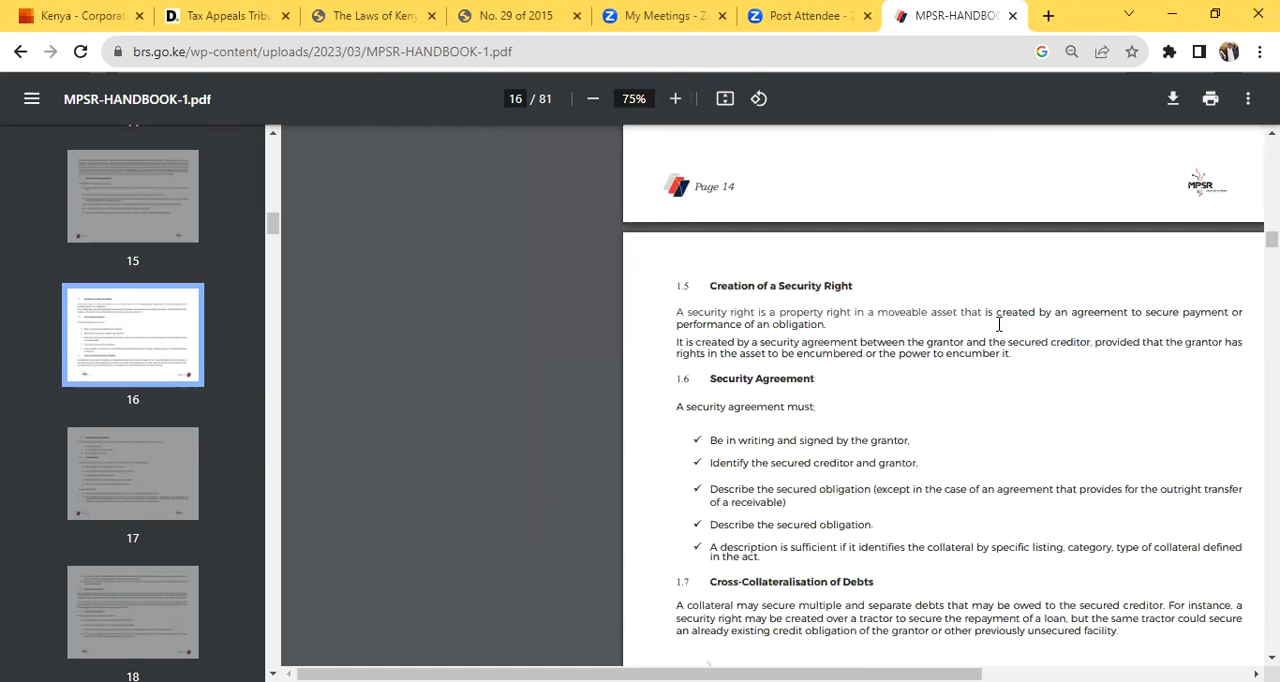 Kenya - Corporat
Tax Appeals Tribu
The Laws of Keny
No. 29 of 2015
My Meetings - Z
Post Attendee - Z
MPSR-HANDBOO
brs.go.ke/wp-content/uploads/2023/03/MPSR-HANDBOOK-1.pdf
MPSR-HANDBOOK-1.pdf
16 / 81
75%
15
16
17
18
Page 14
MPSR
1.5 Creation of a Security Right
A security right is a property right in a moveable asset that is created by an agreement to secure payment or
performance of an obligation.
It is created by a security agreement between the grantor and the secured creditor, provided that the grantor has
rights in the asset to be encumbered or the power to encumber it.
1.6 Security Agreement
A security agreement must;
✓ Be in writing and signed by the grantor,
✓ Identify the secured creditor and grantor,
✓ Describe the secured obligation (except in the case of an agreement that provides for the outright transfer
of a receivable)
✓ Describe the secured obligation.
✓ A description is sufficient if it identifies the collateral by specific listing, category, type of collateral defined
in the act.
1.7 Cross-Collateralisation of Debts
A collateral may secure multiple and separate debts that may be owed to the secured creditor. For instance, a
security right may be created over a tractor to secure the repayment of a loan, but the same tractor could secure
an already existing credit obligation of the grantor or other previously unsecured facility.